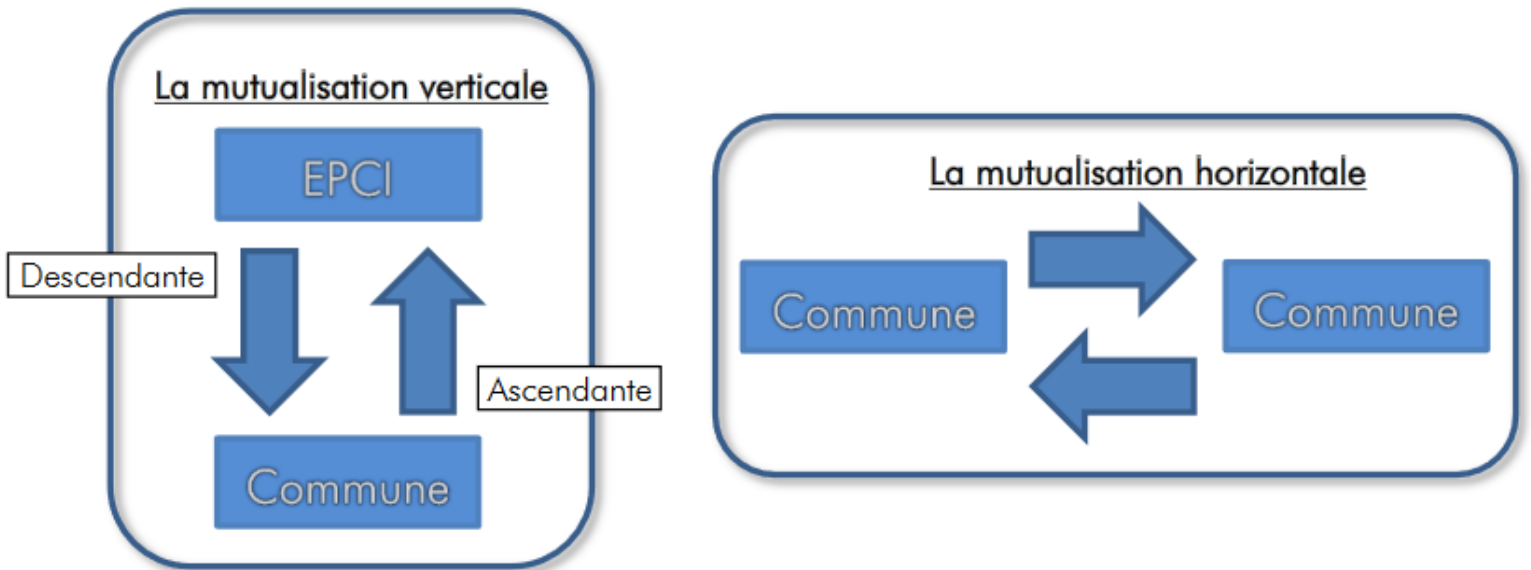 La mutualisation verticale
EPCI
Descendante
Ascendante
Commune
La mutualisation horizontale
Commune
Commune